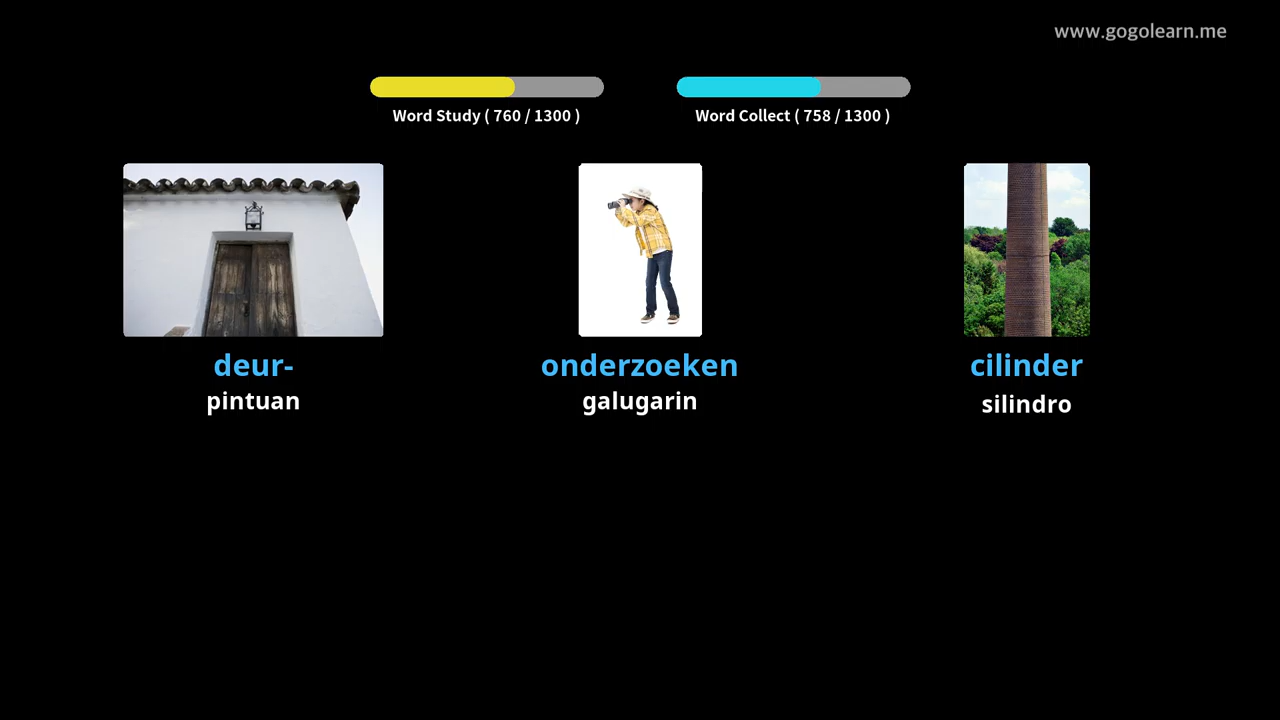 www.gogolearn.me
Word Study ( 760 / 1300 )
Word Collect ( 758 / 1300 )
deur-
pintuan
onderzoeken
galugarin
cilinder
silindro